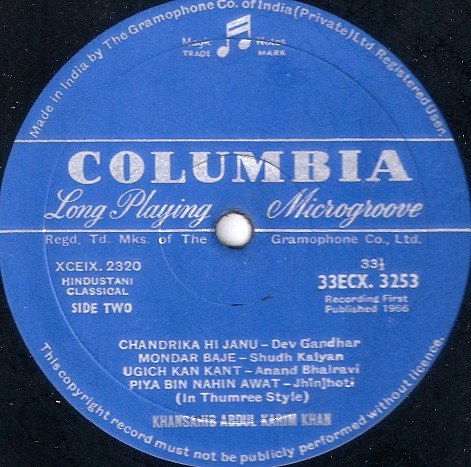 Made in India by The Gramophone Co. of India (Private) Ltd Registered User.
Magic Notes
TRADE MARK
COLUMBIA
Long Playing Microgroove
Regd. Td. Mks. of The Gramophone Co., Ltd.
XCEIX. 2320
HINDUSTANI
CLASSICAL
SIDE TWO
33⅓
33ECX. 3253
Recording First
Published 1966
CHANDRIKA HI JANU – Dev Gandhar
MONDAR BAJE – Shudh Kalyan
UGICH KAN KANT – Anand Bhairavi
PIYA BIN NAHIN AWAT – Jhinjhoti
(In Thumree Style)
KHANSAHIB ABDUL KARIM KHAN
This copyright record must not be publicly performed without licence.